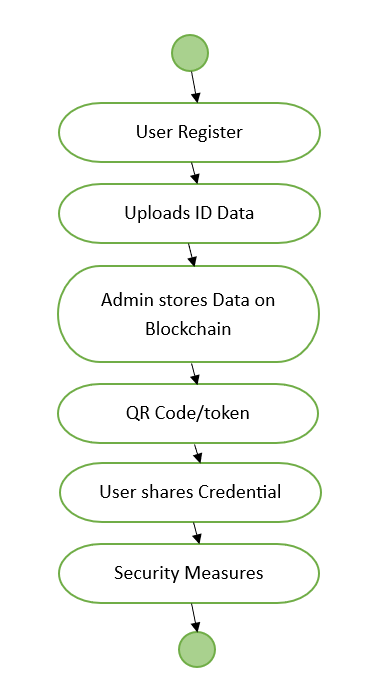 User Register
Uploads ID Data
Admin stores Data on
Blockchain
QR Code/token
User shares Credential
Security Measures